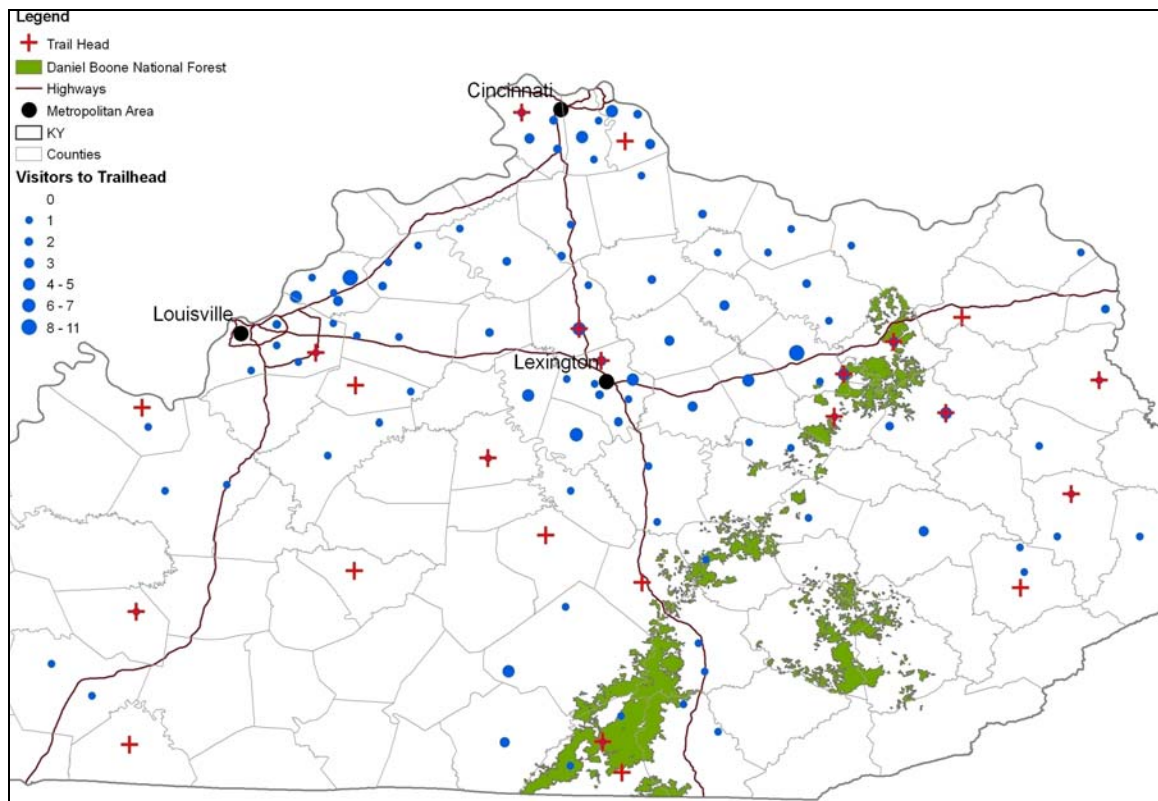 Legend
Trail Head
Daniel Boone National Forest
Highways
Metropolitan Area
KY
Counties
Visitors to Trailhead
0
1
2
3
4 - 5
6 - 7
8 - 11
Cincinnati
Louisville
Lexington